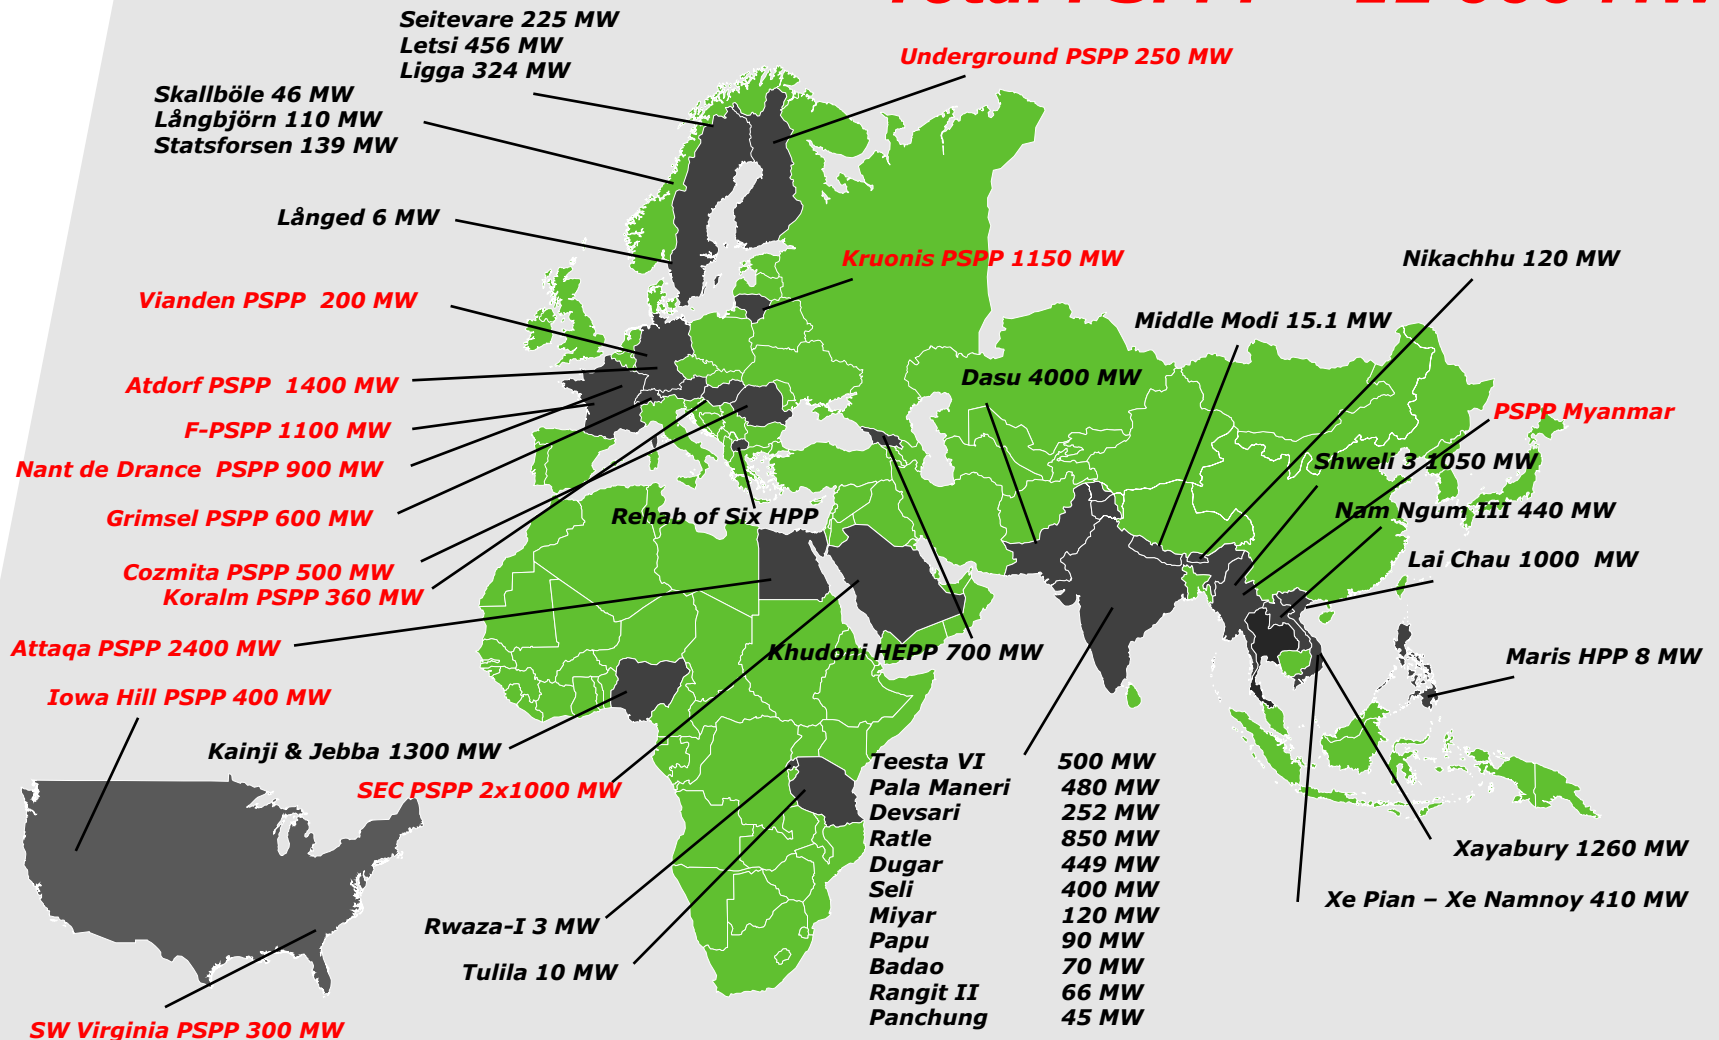 Seitevare 225 MW
Letsi 456 MW
Ligga 324 MW
Underground PSPP 250 MW
Skallböle 46 MW
Långbjörn 110 MW
Statsforsen 139 MW
Långed 6 MW
Kruonis PSPP 1150 MW
Nikachhu 120 MW
Vianden PSPP 200 MW
Middle Modi 15.1 MW
Atdorf PSPP 1400 MW
Dasu 4000 MW
PSPP Myanmar
F-PSPP 1100 MW
Nant de Drance PSPP 900 MW
Shweli 3 1050 MW
Grimsel PSPP 600 MW
Rehab of Six HPP
Nam Ngum III 440 MW
Cozmita PSPP 500 MW
Koralm PSPP 360 MW
Lai Chau 1000 MW
Attaqa PSPP 2400 MW
Khudoni HEPP 700 MW
Maris HPP 8 MW
Iowa Hill PSPP 400 MW
Kainji & Jebba 1300 MW
SEC PSPP 2x1000 MW
Teesta VI 500 MW
Pala Maneri 480 MW
Devsari 252 MW
Ratle 850 MW
Dugar 449 MW
Seli 400 MW
Miyar 120 MW
Papu 90 MW
Badao 70 MW
Rangit II 66 MW
Panchung 45 MW
Xayabury 1260 MW
Xe Pian – Xe Namnoy 410 MW
Rwaza-I 3 MW
Tulila 10 MW
SW Virginia PSPP 300 MW